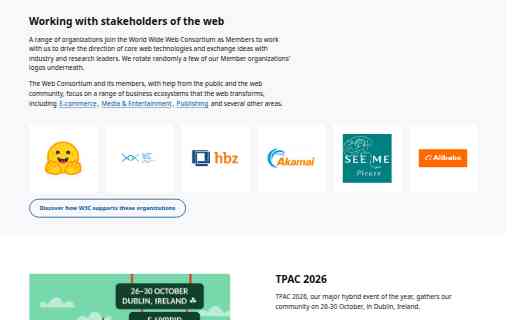 Working with stakeholders of the web
A range of organizations join the World Wide Web Consortium as Members to work
with us to drive the direction of core web technologies and exchange ideas with
industry and research leaders. We rotate randomly a few of our Member organizations'
logos underneath.
The Web Consortium and its members, with help from the public and the web
community, focus on a range of business ecosystems that the web transforms,
including E-commerce, Media & Entertainment, Publishing and several other areas.
hbz
Akamai
SEE ME
Please
Alibaba
Discover how W3C supports these organizations
26–30 OCTOBER
DUBLIN, IRELAND
TPAC 2026
TPAC 2026, our major hybrid event of the year, gathers our
community on 26-30 October, in Dublin, Ireland.